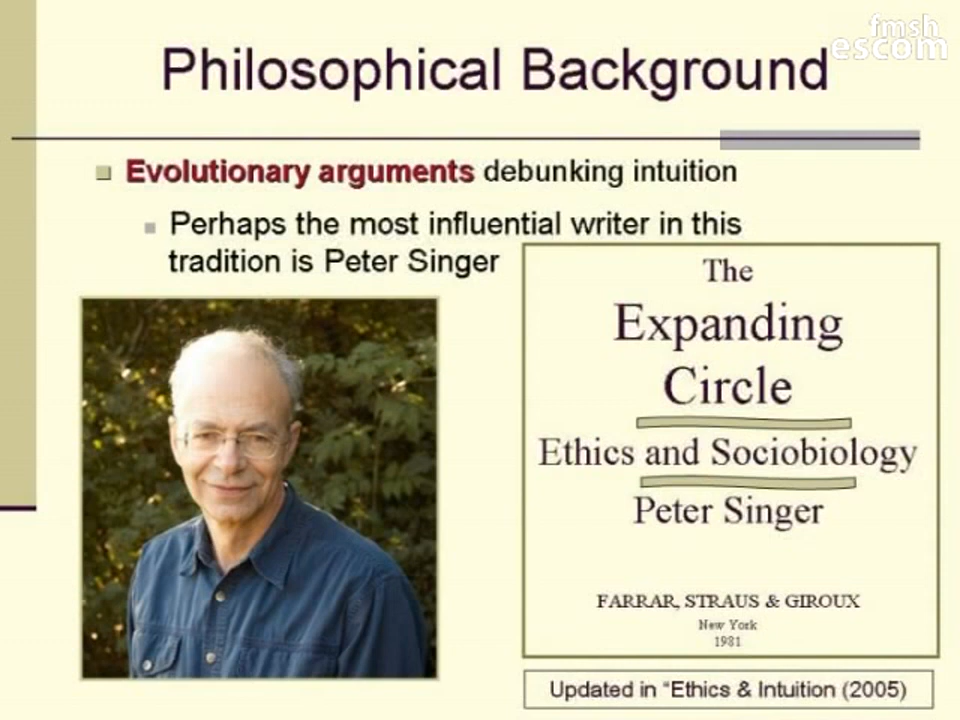 fmsh
escom
Philosophical Background
Evolutionary arguments debunking intuition
Perhaps the most influential writer in this
tradition is Peter Singer
The
Expanding
Circle
Ethics and Sociobiology
Peter Singer
FARRAR, STRAUS & GIROUX
New York
1981
Updated in “Ethics & Intuition (2005)